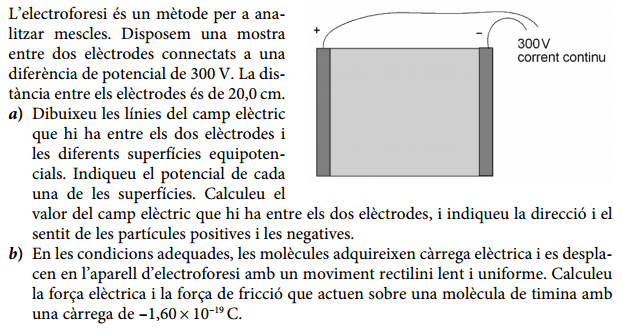 L’electroforesi és un mètode per a ana-
litzar mescles. Disposem una mostra
entre dos elèctrodes connectats a una
diferència de potencial de 300 V. La dis-
tància entre els elèctrodes és de 20,0 cm.
a) Dibuixeu les línies del camp elèctric
que hi ha entre els dos elèctrodes i
les diferents superfícies equipoten-
cials. Indiqueu el potencial de cada
una de les superfícies. Calculeu el
valor del camp elèctric que hi ha entre els dos elèctrodes, i indiqueu la direcció i el
sentit de les partícules positives i les negatives.
b) En les condicions adequades, les molècules adquireixen càrrega elèctrica i es despla-
cen en l’aparell d’electroforesi amb un moviment rectilini lent i uniforme. Calculeu
la força elèctrica i la força de fricció que actuen sobre una molècula de timina amb
una càrrega de −1,60 × 10⁻¹⁹ C.
+
-
300 V
corrent continu